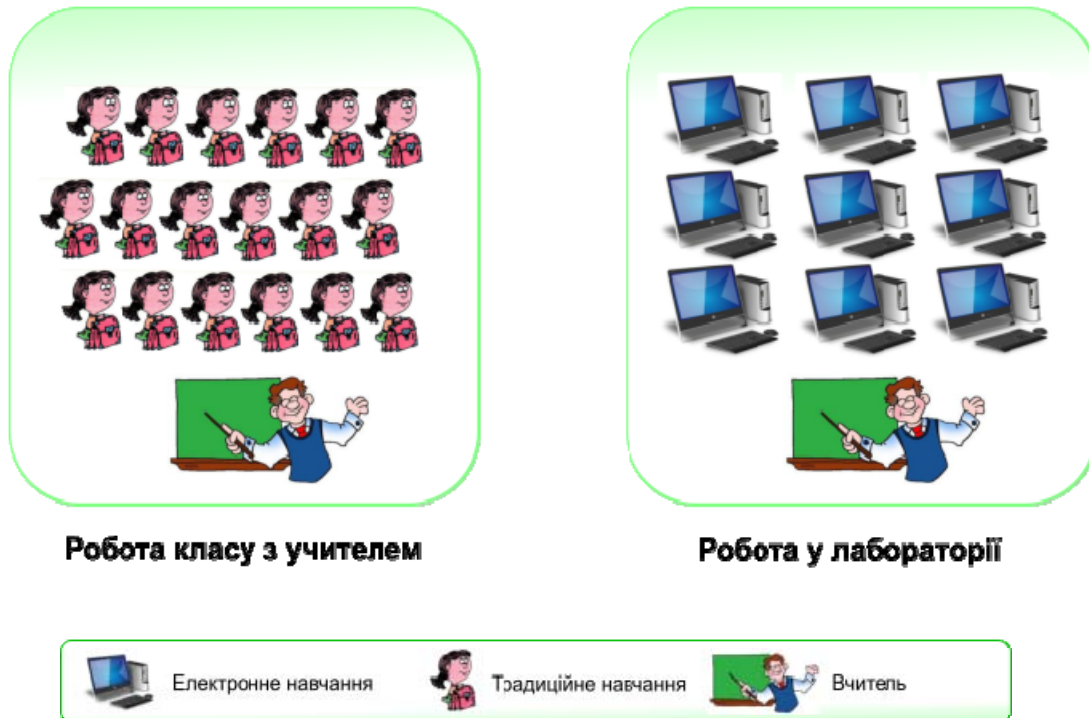 Робота класу з учителем
Робота у лабораторії
Електронне навчання
Традиційне навчання
Вчитель